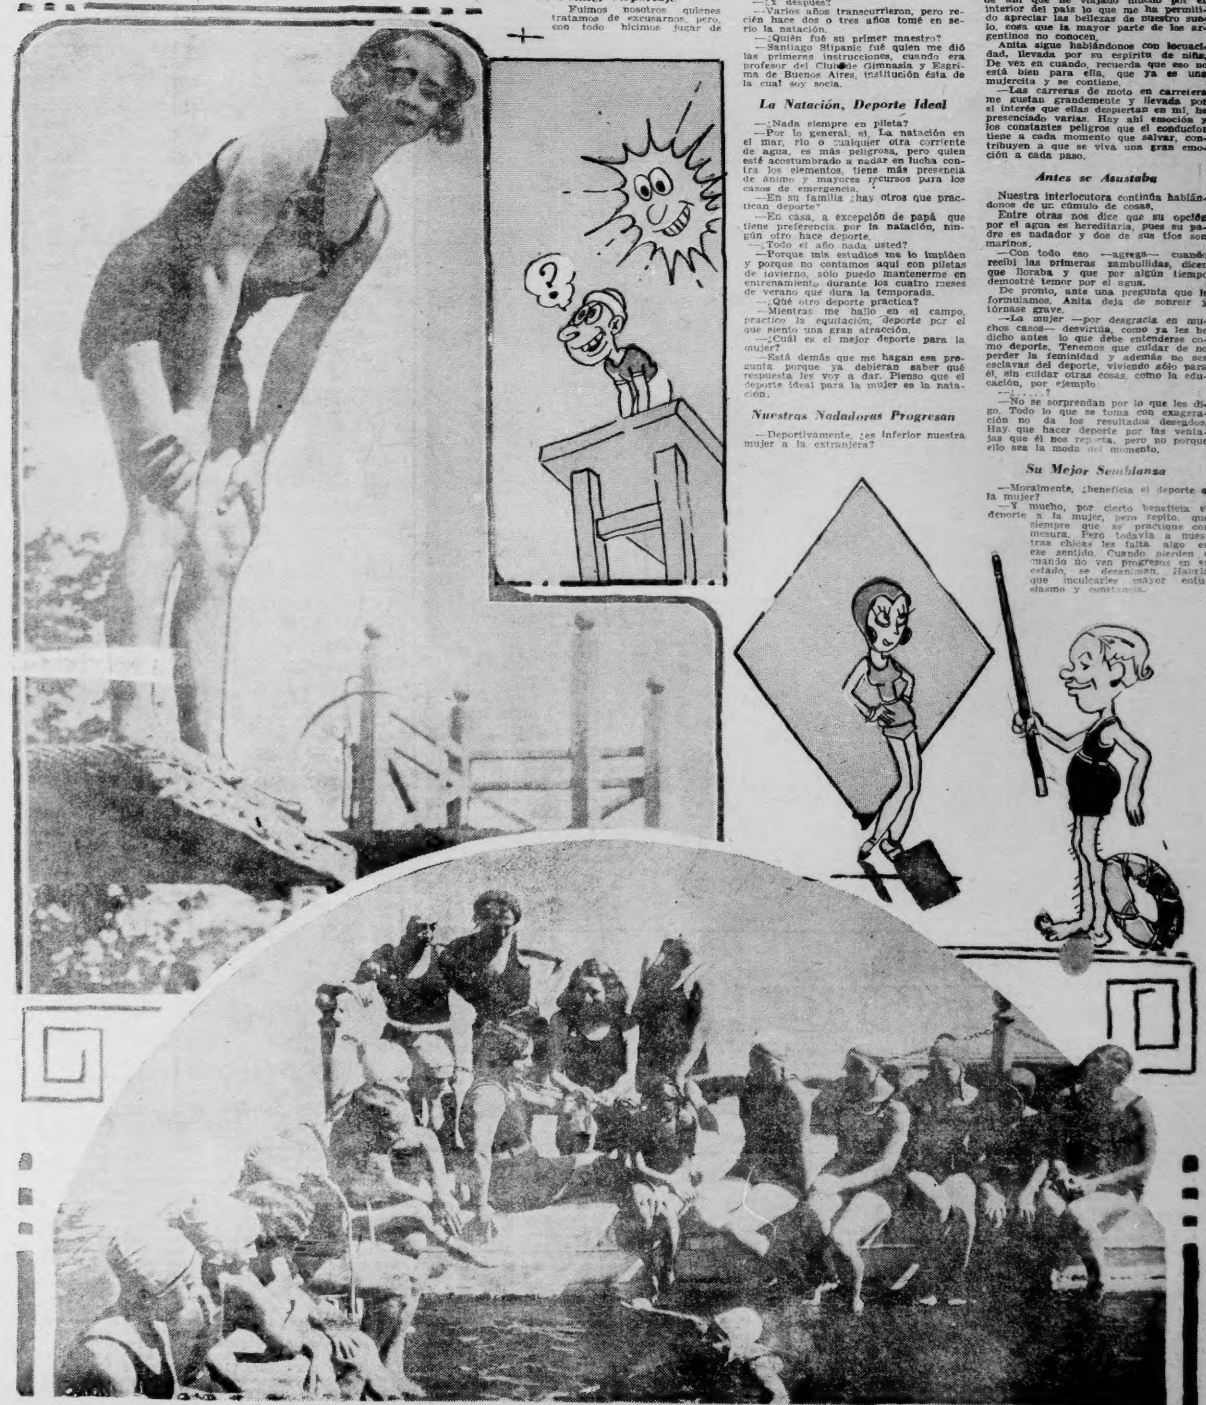 Fuimos nosotros quienes
tratamos de excusarnos, pero,
con todo hicimos jugar de
—¿Y después?
—Varios años transcurrieron, pero re-
cién hace dos o tres años tomé en se-
rio la natación.
—¿Quién fué su primer maestro?
—Santiago Stipanic fué quien me dió
las primeras instrucciones, cuando era
profesor del Club de Gimnasia y Esgri-
ma de Buenos Aires, institución ésta de
la cual soy socia.
La Natación, Deporte Ideal
—¿Nada siempre en pileta?
—Por lo general, sí. La natación en
el mar, río o cualquier otra corriente
de agua, es más peligrosa, pero quien
esté acostumbrado a nadar en lucha con-
tra los elementos, tiene más presencia
de ánimo y mayores recursos para los
casos de emergencia.
—En su familia ¿hay otros que prac-
tican deporte?
—En casa, a excepción de papá que
tiene preferencia por la natación, nin-
gún otro hace deporte.
—¿Todo el año nada usted?
—Porque mis estudios me lo impiden
y porque no contamos aquí con piletas
de invierno, sólo puedo mantenerme en
entrenamiento durante los cuatro meses
de verano que dura la temporada.
—¿Qué otro deporte practica?
—Mientras me hallo en el campo,
practico la equitación, deporte por el
que siento una gran atracción.
—¿Cuál es el mejor deporte para la
mujer?
—Está demás que me hagan esa pre-
gunta porque ya debieran saber qué
respuesta les voy a dar. Pienso que el
deporte ideal para la mujer es la nata-
ción.
Nuestras Nadadoras Progresan
—Deportivamente, ¿es inferior nuestra
mujer a la extranjera?
de ahí que he viajado mucho por el
interior del país lo que me ha permiti-
do apreciar las bellezas de nuestro sue-
lo, cosa que la mayor parte de los ar-
gentinos no conocen.
Anita sigue hablándonos con locuaci-
dad, llevada por su espíritu de niña.
De vez en cuando, recuerda que eso no
está bien para ella, que ya es una
mujercita y se contiene.
—Las carreras de moto en carretera
me gustan grandemente y llevada por
el interés que ellas despiertan en mí, he
presenciado varias. Hay ahí emoción y
los constantes peligros que el conductor
tiene a cada momento que salvar, con-
tribuyen a que se viva una gran emo-
ción a cada paso.
Antes se Asustaba
Nuestra interlocutora continúa hablán-
donos de un cúmulo de cosas.
Entre otras nos dice que su opción
por el agua es hereditaria, pues su pa-
dre es nadador y dos de sus tíos son
marinos.
—Con todo eso —agrega— cuando
recibí las primeras zambullidas, dicen
que lloraba y que por algún tiempo
demostré temor por el agua.
De pronto, ante una pregunta que le
formulamos, Anita deja de sonreir y
tórnase grave.
—La mujer —por desgracia en mu-
chos casos— desvirtúa, como ya les he
dicho antes lo que debe entenderse co-
mo deporte. Tenemos que cuidar de no
perder la feminidad y además no ser
esclavas del deporte, viviendo sólo para
él, sin cuidar otras cosas, como la edu-
cación, por ejemplo
—¿.....?
—No se sorprendan por lo que les di-
go. Todo lo que se toma con exagera-
ción no da los resultados deseados.
Hay que hacer deporte por las venta-
jas que él nos reporta, pero no porque
ello sea la moda del momento.
Su Mejor Semblanza
—Moralmente, ¿beneficia el deporte a
la mujer?
—Y mucho, por cierto beneficia el
deporte a la mujer, pero repito, que
siempre que se practique con
mesura. Pero todavía a nues-
tras chicas les falta algo en
ese sentido. Cuando pierden o
cuando no ven progresos en su
estado, se desaniman. Habría
que inculcarles mayor entu-
siasmo y constancia.
?